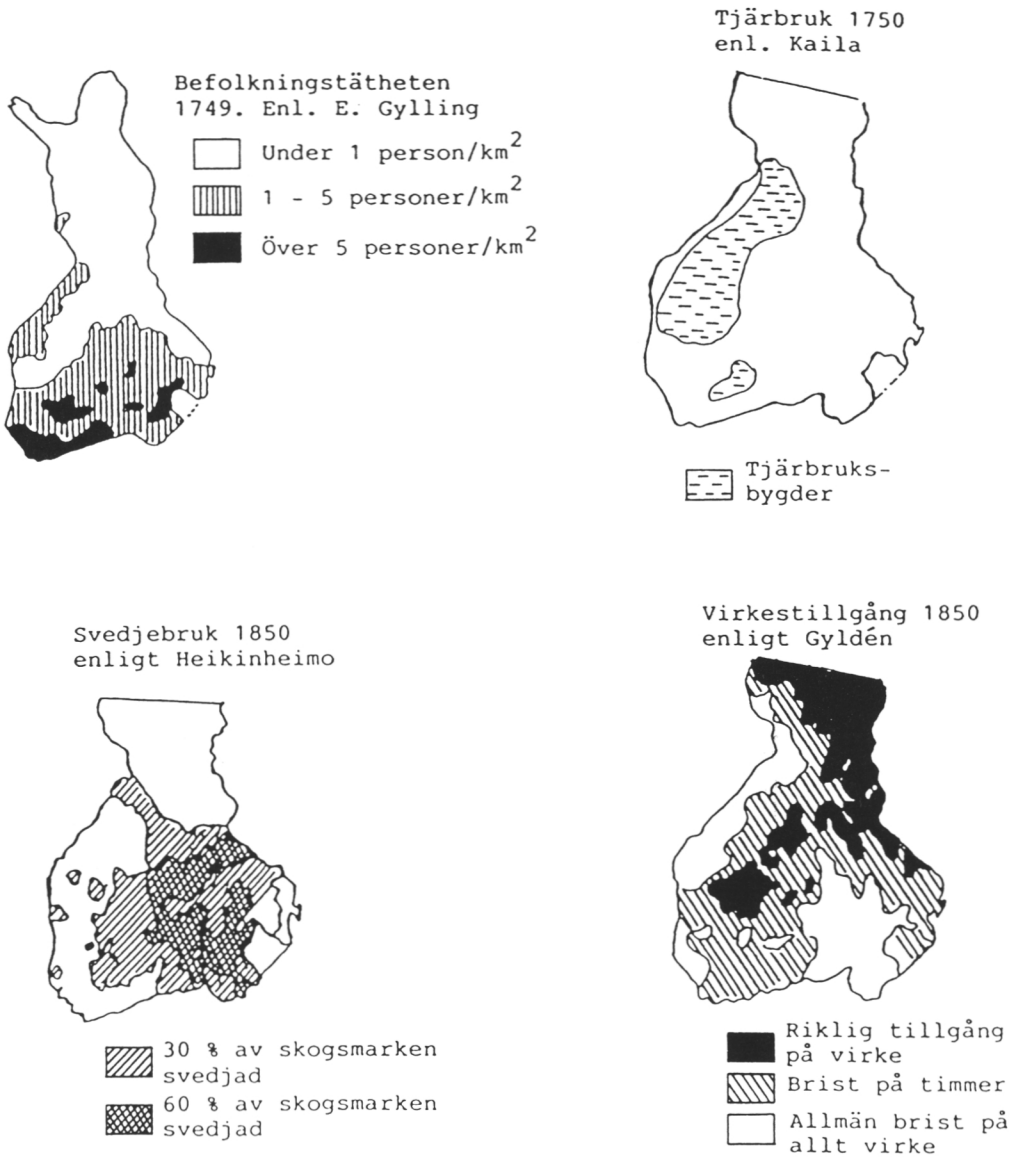 Befolkningstätheten
1749. Enl. E. Gylling
Under 1 person/km²
1 - 5 personer/km²
Över 5 personer/km²
Tjärbruk 1750
enl. Kaila
Tjärbruks-
bygder
Svedjebruk 1850
enligt Heikinheimo
30 % av skogsmarken
svedjad
60 % av skogsmarken
svedjad
Virkestillgång 1850
enligt Gyldén
Riklig tillgång
på virke
Brist på timmer
Allmän brist på
allt virke